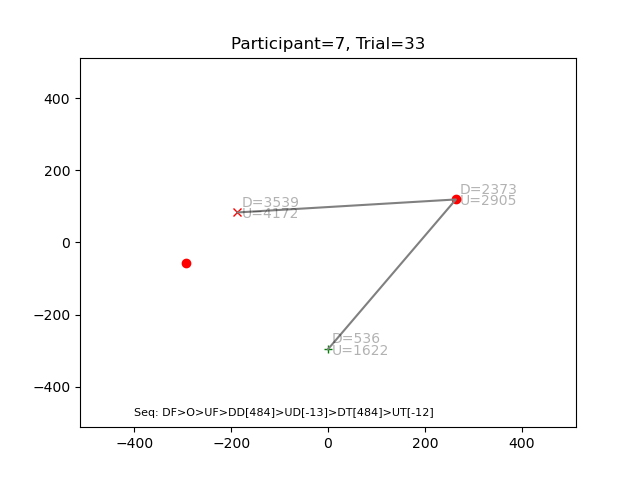 Participant=7, Trial=33
400
200
0
−200
−400
D=3539
U=4172
D=2373
U=2905
D=536
U=1622
Seq: DF>O>UF>DD[484]>UD[-13]>DT[484]>UT[-12]
−400
−200
0
200
400